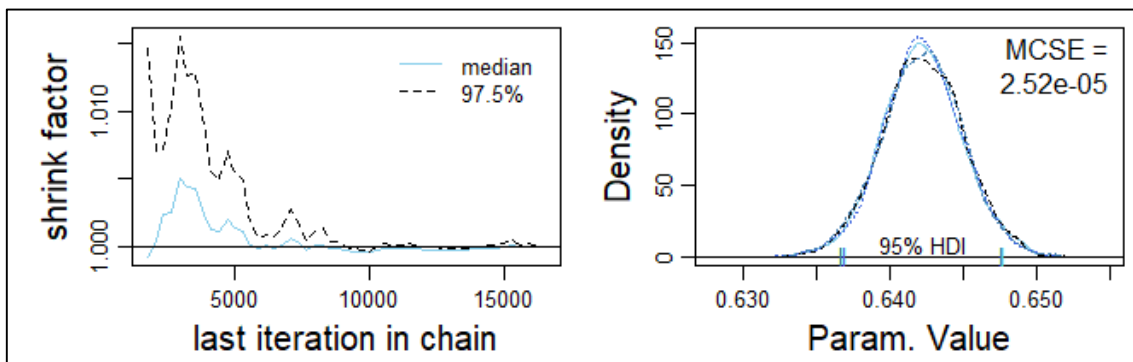 shrink factor
1.000
1.010
median
97.5%
5000
10000
15000
last iteration in chain
Density
0
50
100
150
MCSE =
2.52e-05
95% HDI
0.630
0.640
0.650
Param. Value